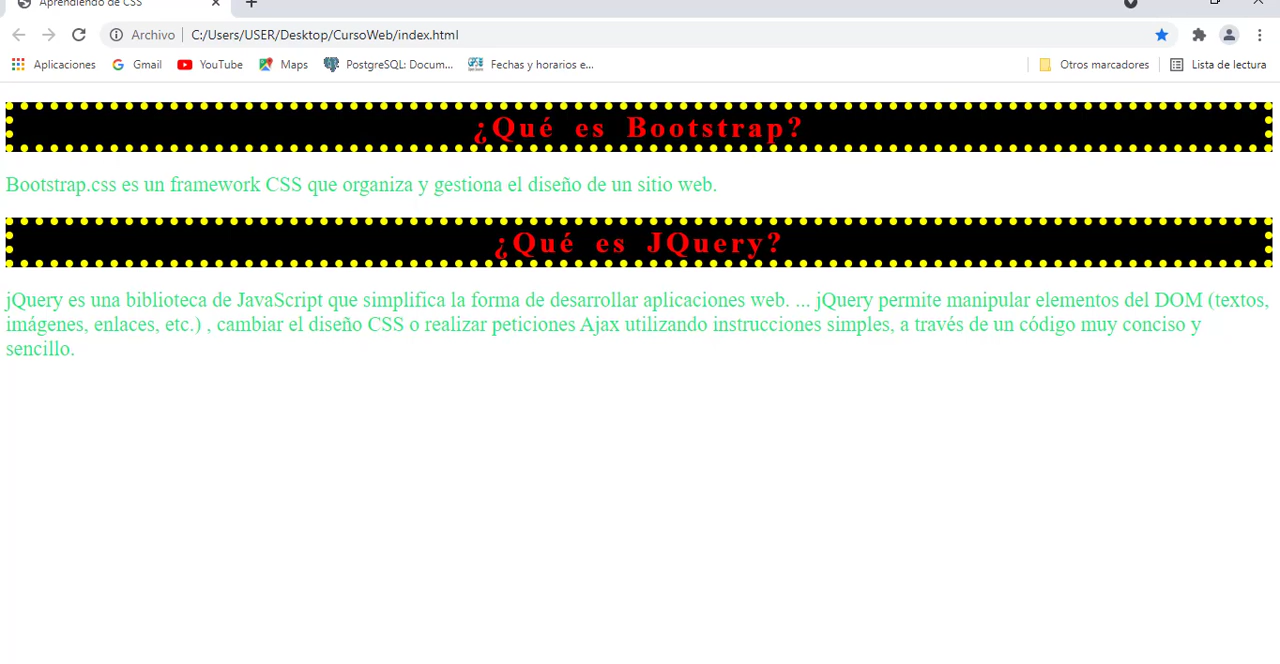 Aprendiendo de CSS
Archivo | C:/Users/USER/Desktop/CursoWeb/index.html
Aplicaciones Gmail YouTube Maps PostgreSQL: Docum... Fechas y horarios e... Otros marcadores Lista de lectura
¿Qué es Bootstrap?
Bootstrap.css es un framework CSS que organiza y gestiona el diseño de un sitio web.
¿Qué es JQuery?
jQuery es una biblioteca de JavaScript que simplifica la forma de desarrollar aplicaciones web. ... jQuery permite manipular elementos del DOM (textos,
imágenes, enlaces, etc.) , cambiar el diseño CSS o realizar peticiones Ajax utilizando instrucciones simples, a través de un código muy conciso y
sencillo.